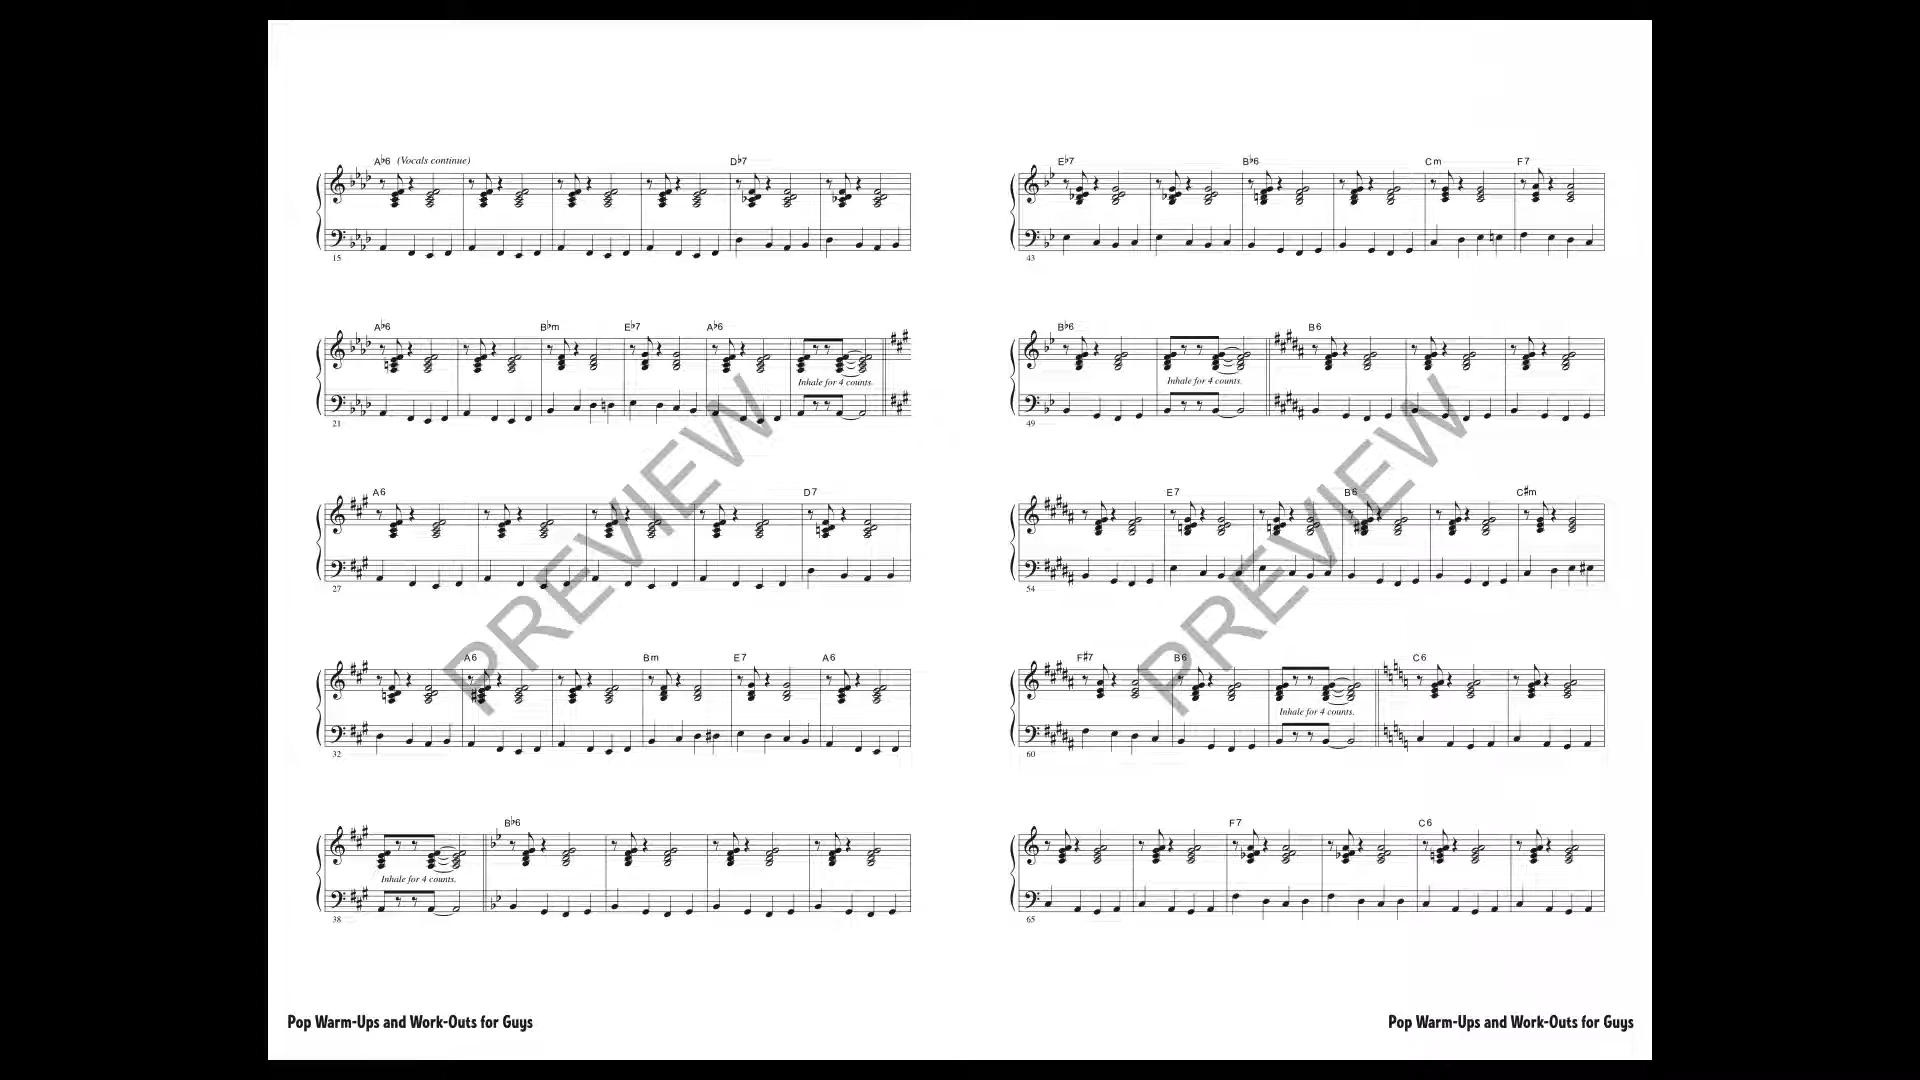 A♭6 (Vocals continue) D♭7
15
A♭6 B♭m E♭7 A♭6
Inhale for 4 counts.
21
A6 D7
27
A6 Bm E7 A6
32
B♭6
Inhale for 4 counts.
38
PREVIEW
Pop Warm-Ups and Work-Outs for Guys
E♭7 B♭6 Cm F7
43
B♭6 B6
Inhale for 4 counts.
49
E7 B6 C#m
54
F#7 B6 C6
Inhale for 4 counts.
60
F7 C6
65
PREVIEW
Pop Warm-Ups and Work-Outs for Guys